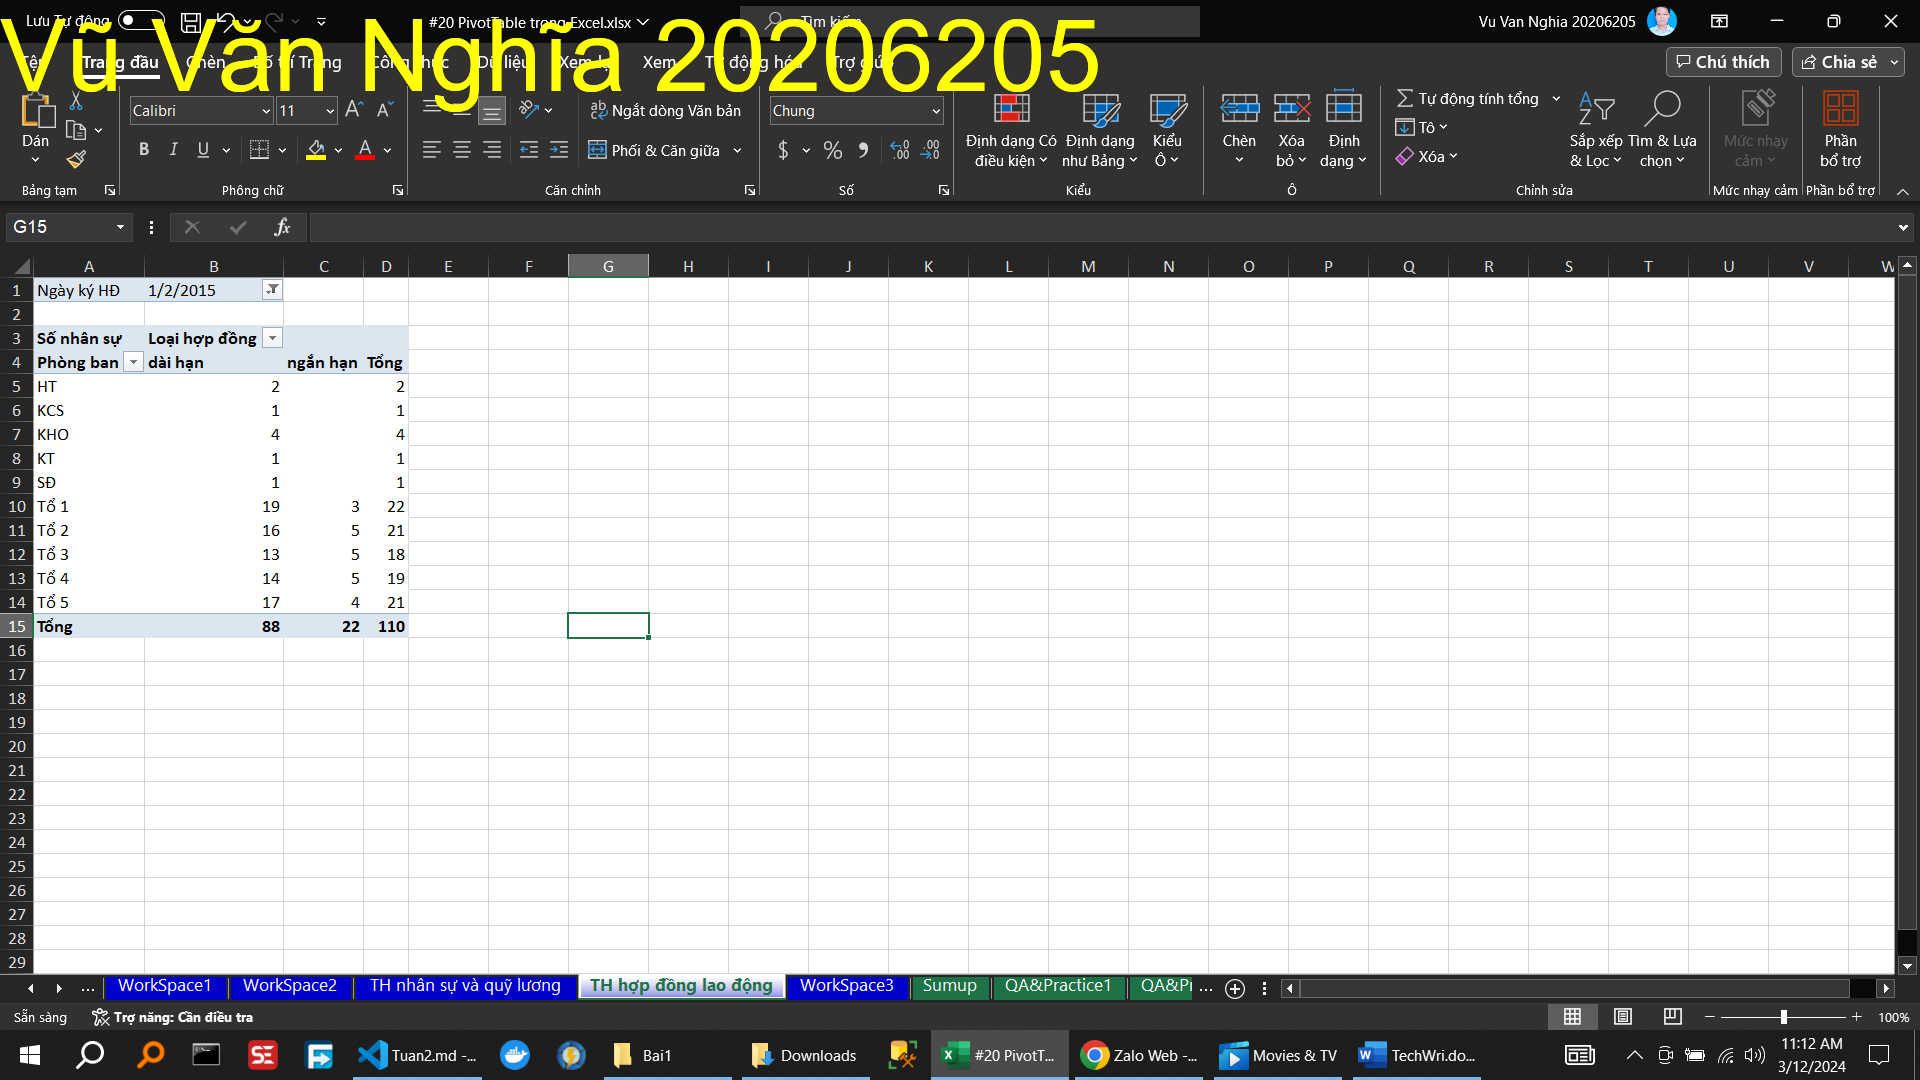 Lưu Tự động
#20 PivotTable trong Excel.xlsx
Tìm kiếm
Vu Van Nghia 20206205
Vũ Văn Nghĩa 20206205
Tệp Trang đầu Chèn Bố trí Trang Công thức Dữ liệu Xem lại Xem Tự động hóa Trợ giúp
Chú thích
Chia sẻ
Dán
Calibri 11
Ngắt dòng Văn bản
Phối & Căn giữa
Chung
$ %
Định dạng Có điều kiện
Định dạng như Bảng
Kiểu Ô
Chèn
Xóa bỏ
Định dạng
Tự động tính tổng
Tô
Xóa
Sắp xếp & Lọc
Tìm & Lựa chọn
Mức nhạy cảm
Phần bổ trợ
Bảng tạm Phông chữ Căn chỉnh Số Kiểu Ô Chỉnh sửa Mức nhạy cảm Phần bổ trợ
G15 fx
A B C D E F G H I J K L M N O P Q R S T U V W
1 Ngày ký HĐ 1/2/2015
2
3 Số nhân sự Loại hợp đồng
4 Phòng ban dài hạn ngắn hạn Tổng
5 HT 2 2
6 KCS 1 1
7 KHO 4 4
8 KT 1 1
9 SĐ 1 1
10 Tổ 1 19 3 22
11 Tổ 2 16 5 21
12 Tổ 3 13 5 18
13 Tổ 4 14 5 19
14 Tổ 5 17 4 21
15 Tổng 88 22 110
16
17
18
19
20
21
22
23
24
25
26
27
28
29
... WorkSpace1 WorkSpace2 TH nhân sự và quỹ lương TH hợp đồng lao động WorkSpace3 Sumup QA&Practice1 QA&P ...
Sẵn sàng Trợ năng: Cần điều tra 100%
Tuan2.md -... Bai1 Downloads #20 PivotT... Zalo Web -... Movies & TV TechWri.do...
11:12 AM
3/12/2024